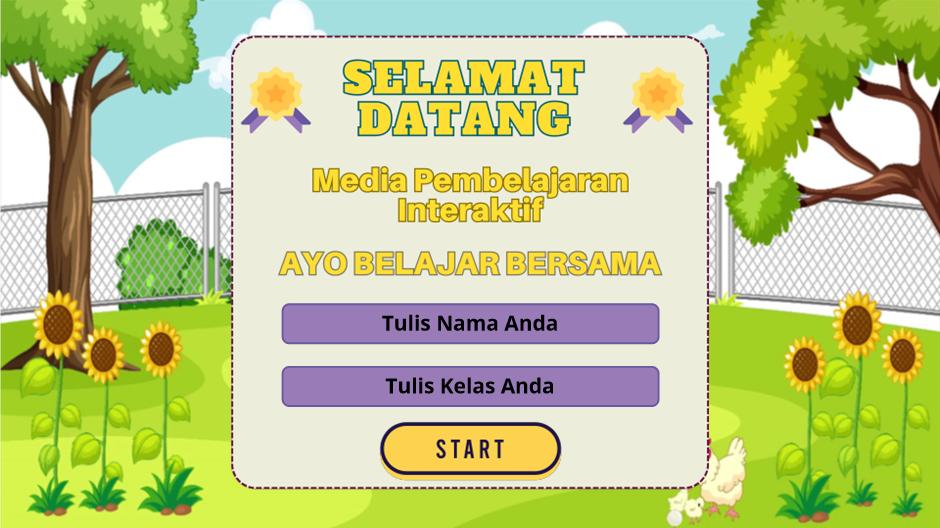 SELAMAT
DATANG
Media Pembelajaran
Interaktif
AYO BELAJAR BERSAMA
Tulis Nama Anda
Tulis Kelas Anda
START